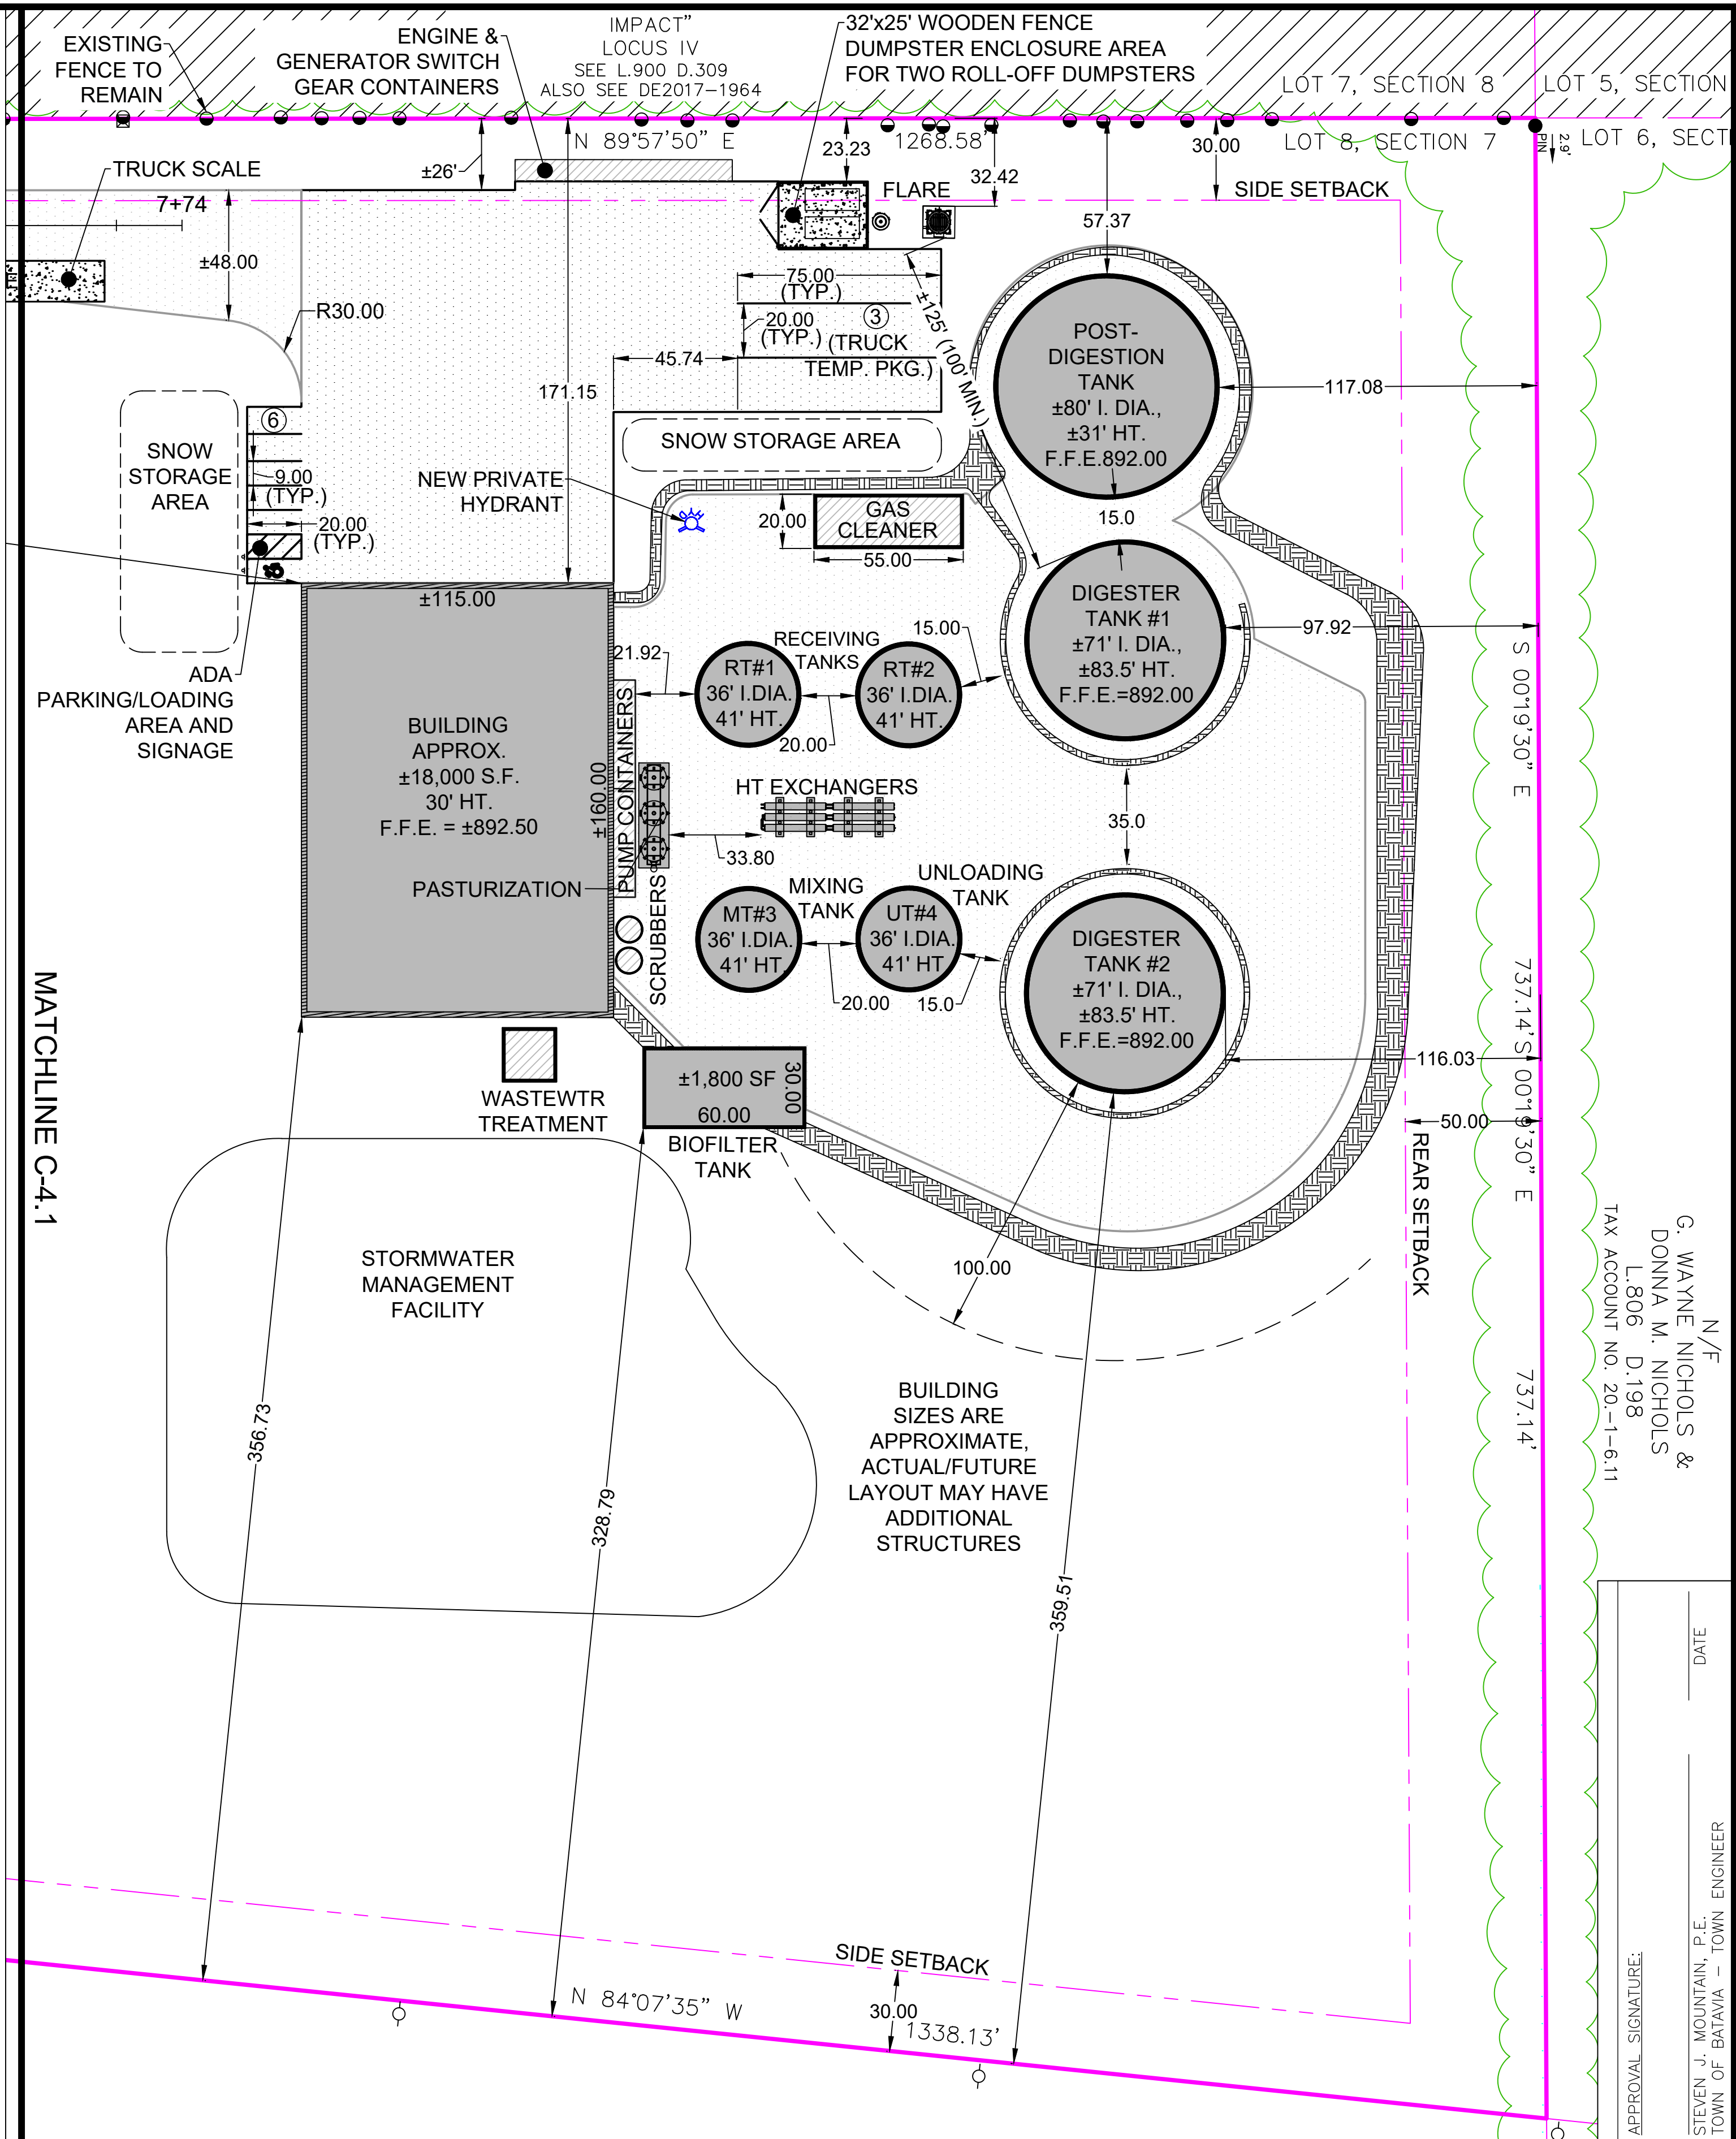 EXISTING
FENCE TO
REMAIN
ENGINE &
GENERATOR SWITCH
GEAR CONTAINERS
IMPACT"
LOCUS IV
SEE L.900 D.309
ALSO SEE DE2017-1964
32'x25' WOODEN FENCE
DUMPSTER ENCLOSURE AREA
FOR TWO ROLL-OFF DUMPSTERS
LOT 7, SECTION 8
LOT 5, SECTION
N 89°57'50" E
1268.58'
LOT 8, SECTION 7
LOT 6, SECTI
PIN
2.9'
TRUCK SCALE
±26'
23.23
FLARE
32.42
30.00
SIDE SETBACK
7+74
57.37
±48.00
75.00
(TYP.)
R30.00
20.00
(TYP.)
3
(TRUCK
TEMP. PKG.)
±125' (100' MIN.)
45.74
171.15
POST-
DIGESTION
TANK
±80' I. DIA.,
±31' HT.
F.F.E.892.00
117.08
6
SNOW
STORAGE
AREA
SNOW STORAGE AREA
9.00
(TYP.)
NEW PRIVATE
HYDRANT
20.00
(TYP.)
20.00
GAS
CLEANER
55.00
15.0
±115.00
DIGESTER
TANK #1
±71' I. DIA.,
±83.5' HT.
F.F.E.=892.00
97.92
S 00°19'30" E
ADA
PARKING/LOADING
AREA AND
SIGNAGE
21.92
RECEIVING
TANKS
15.00
RT#1
36' I.DIA.
41' HT.
RT#2
36' I.DIA.
41' HT.
20.00
BUILDING
APPROX.
±18,000 S.F.
30' HT.
F.F.E. = ±892.50
±160.00
PUMP CONTAINERS
HT EXCHANGERS
33.80
35.0
PASTURIZATION
SCRUBBERS
MIXING
TANK
UNLOADING
TANK
MT#3
36' I.DIA.
41' HT.
UT#4
36' I.DIA.
41' HT
20.00
15.0
DIGESTER
TANK #2
±71' I. DIA.,
±83.5' HT.
F.F.E.=892.00
737.14'
116.03
S 00°19'30" E
MATCHLINE C-4.1
WASTEWTR
TREATMENT
±1,800 SF
30.00
60.00
BIOFILTER
TANK
50.00
REAR SETBACK
N/F
G. WAYNE NICHOLS &
DONNA M. NICHOLS
L.806 D.198
TAX ACCOUNT NO. 20.-1-6.11
STORMWATER
MANAGEMENT
FACILITY
100.00
737.14'
BUILDING
SIZES ARE
APPROXIMATE,
ACTUAL/FUTURE
LAYOUT MAY HAVE
ADDITIONAL
STRUCTURES
356.73
328.79
359.51
SIDE SETBACK
30.00
N 84°07'35" W
1338.13'
APPROVAL SIGNATURE:
DATE
STEVEN J. MOUNTAIN, P.E.
TOWN OF BATAVIA - TOWN ENGINEER